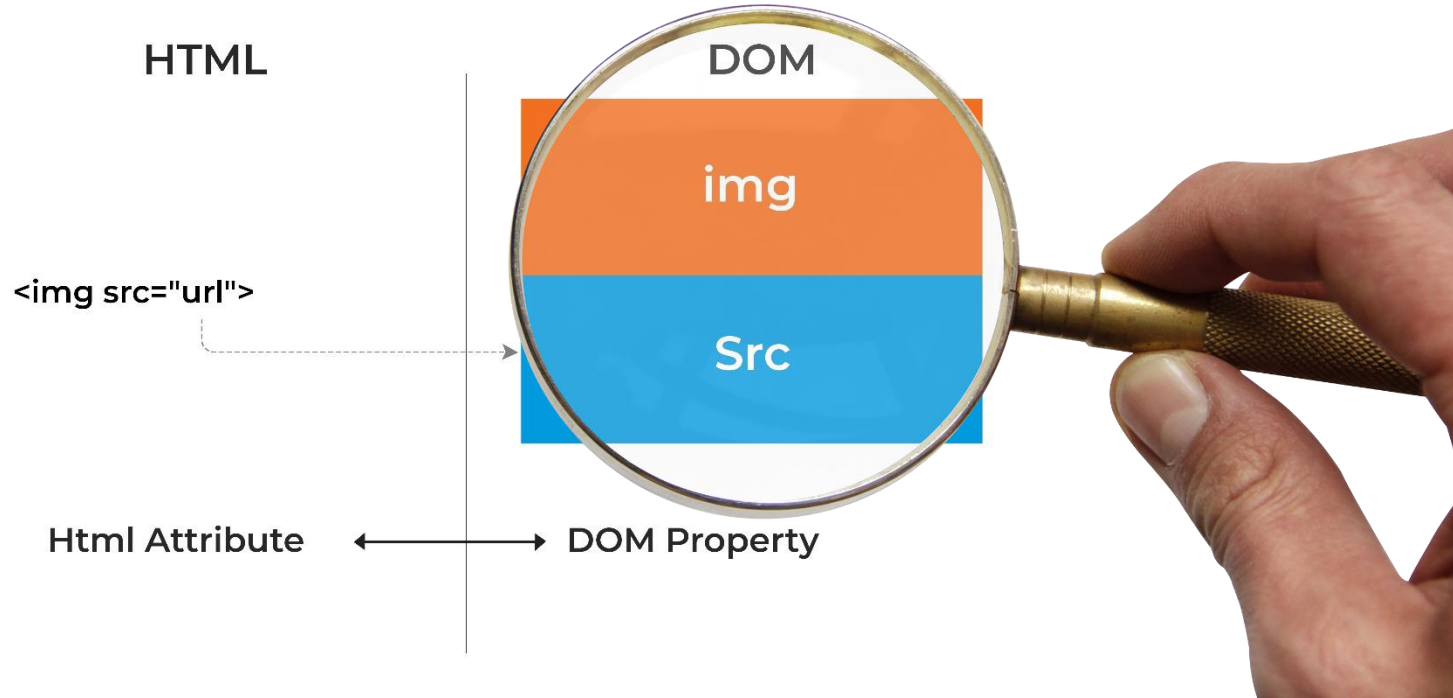 HTML
DOM
img
<img src="url">
Src
Html Attribute
DOM Property